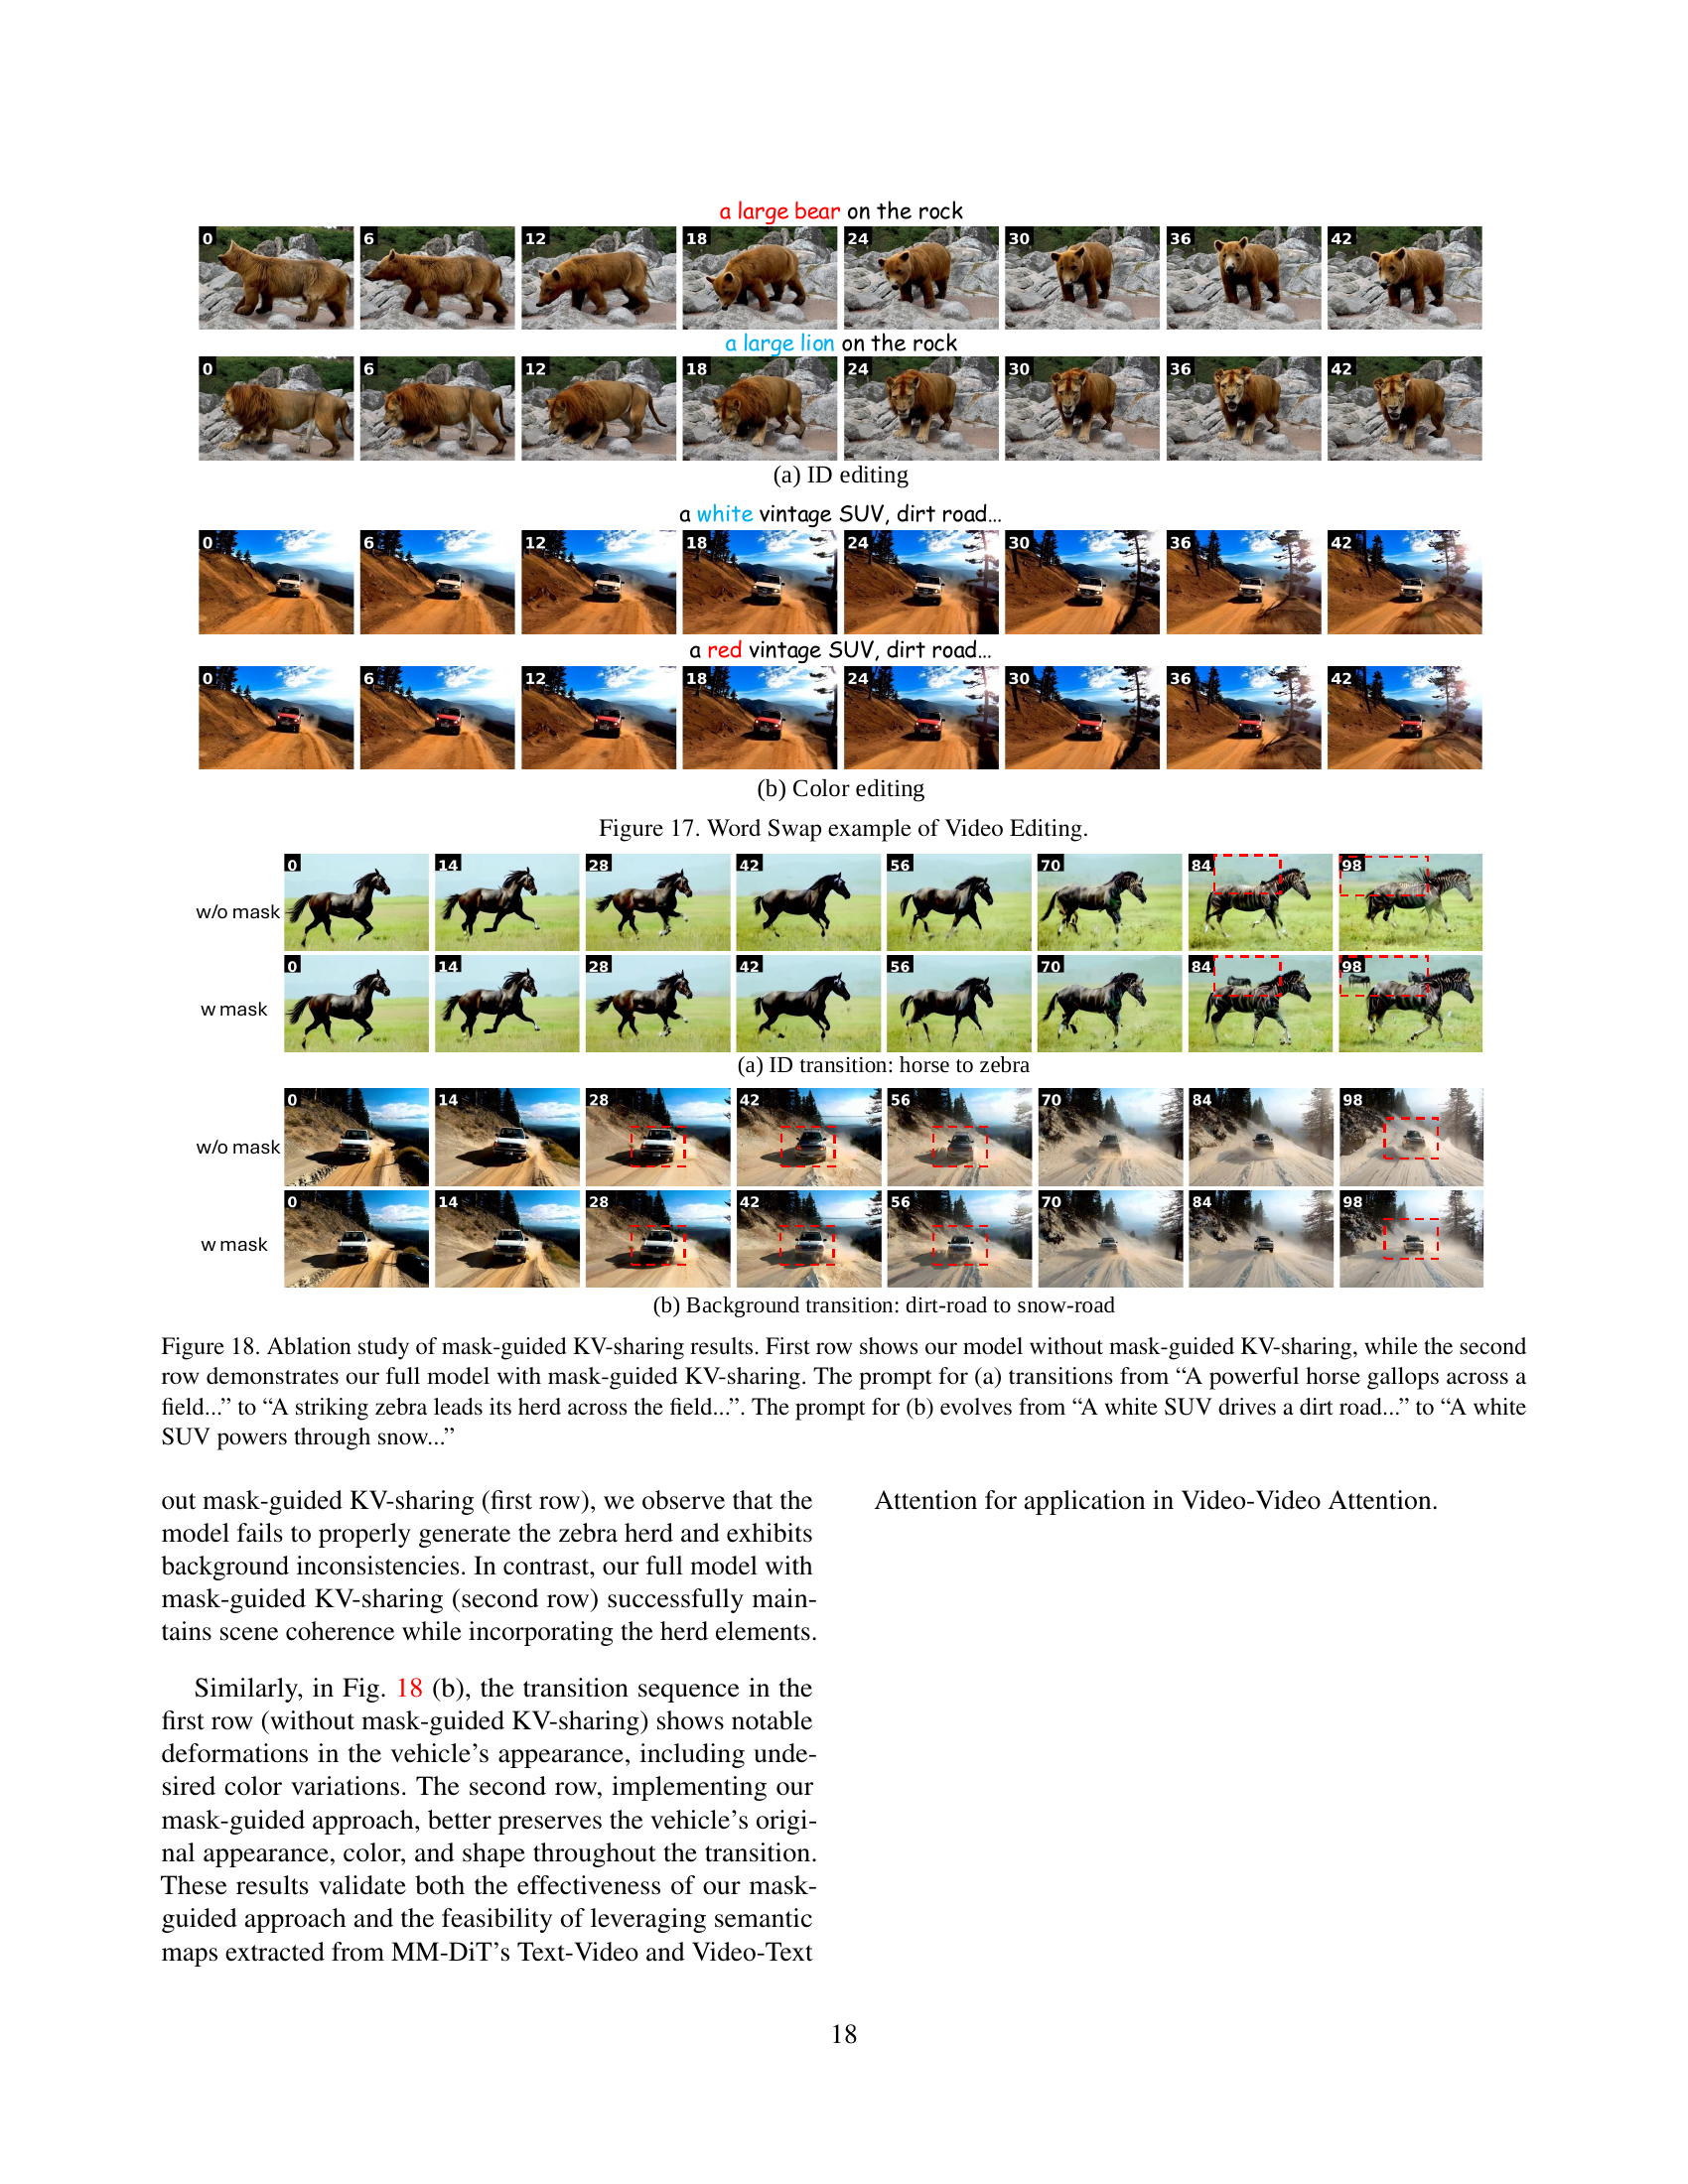 a large bear on the rock
0 6 12 18 24 30 36 42
a large lion on the rock
0 6 12 18 24 30 36 42
(a) ID editing
a white vintage SUV, dirt road...
0 6 12 18 24 30 36 42
a red vintage SUV, dirt road...
0 6 12 18 24 30 36 42
(b) Color editing
Figure 17. Word Swap example of Video Editing.
0 14 28 42 56 70 84 98
w/o mask
0 14 28 42 56 70 84 98
w mask
(a) ID transition: horse to zebra
0 14 28 42 56 70 84 98
w/o mask
0 14 28 42 56 70 84 98
w mask
(b) Background transition: dirt-road to snow-road
Figure 18. Ablation study of mask-guided KV-sharing results. First row shows our model without mask-guided KV-sharing, while the second
row demonstrates our full model with mask-guided KV-sharing. The prompt for (a) transitions from “A powerful horse gallops across a
field...” to “A striking zebra leads its herd across the field...”. The prompt for (b) evolves from “A white SUV drives a dirt road...” to “A white
SUV powers through snow...”
out mask-guided KV-sharing (first row), we observe that the
model fails to properly generate the zebra herd and exhibits
background inconsistencies. In contrast, our full model with
mask-guided KV-sharing (second row) successfully main-
tains scene coherence while incorporating the herd elements.
Similarly, in Fig. 18 (b), the transition sequence in the
first row (without mask-guided KV-sharing) shows notable
deformations in the vehicle’s appearance, including unde-
sired color variations. The second row, implementing our
mask-guided approach, better preserves the vehicle’s origi-
nal appearance, color, and shape throughout the transition.
These results validate both the effectiveness of our mask-
guided approach and the feasibility of leveraging semantic
maps extracted from MM-DiT’s Text-Video and Video-Text
Attention for application in Video-Video Attention.
18